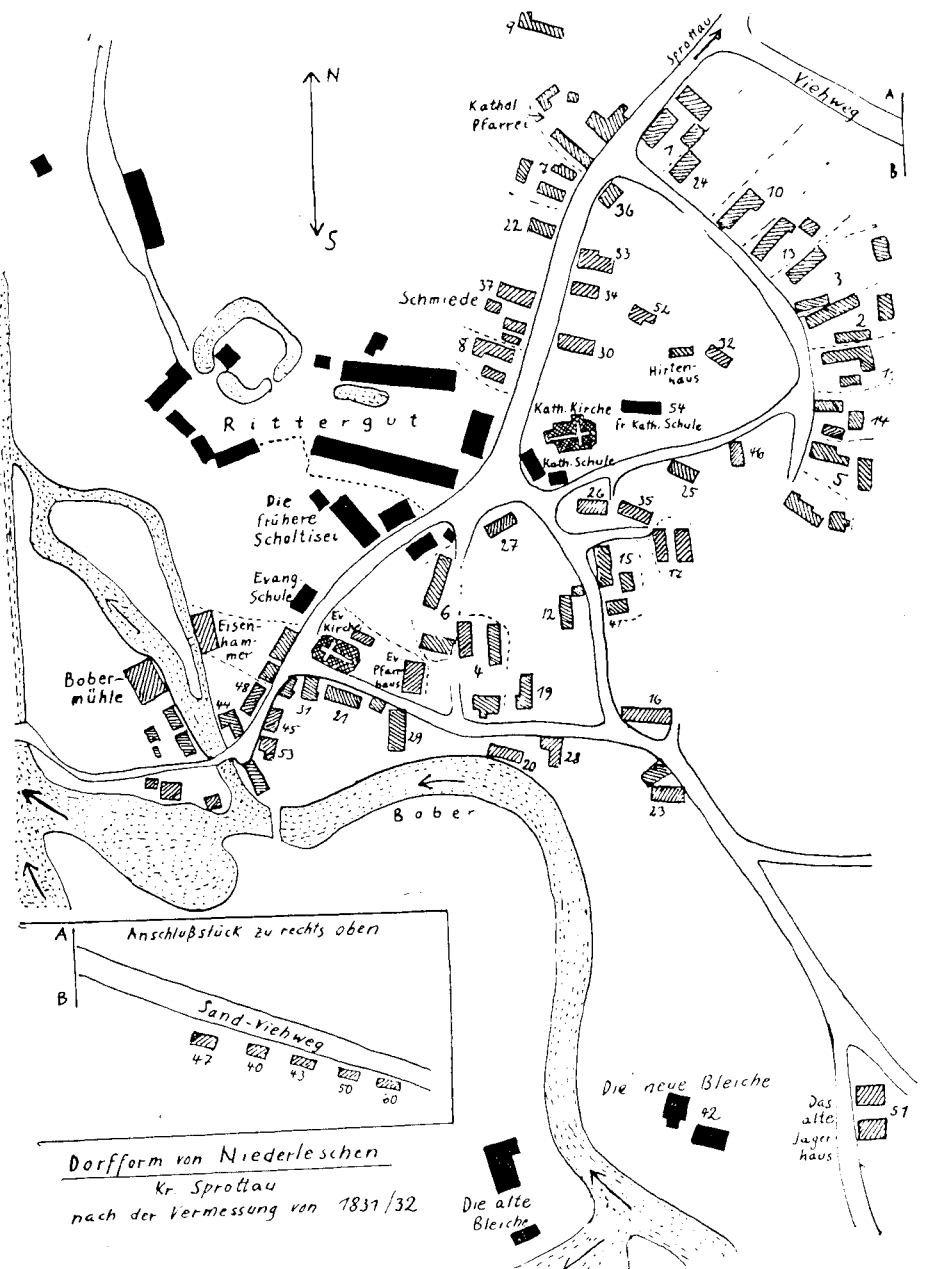 9
Sprottau
Viehweg
A
B
N
S
Kathol
Pfarrei
7
22
36
1
24
10
13
3
2
14
5
33
34
52
30
32
Hirten-
haus
Schmiede
37
8
Rittergut
Kath. Kirche
54
fr Kath. Schule
Kath. Schule
46
25
26
35
27
15
17
12
41
Die
frühere
Scholtisei
Evang
Schule
6
Ev
Kirche
Ev
Pfarr
haus
4
19
16
Eisen-
ham-
mer
Bober-
mühle
48
44
31
21
45
53
29
20
28
23
Bober
Anschlußstück zu rechts oben
A
B
Sand-Viehweg
47
40
43
50
60
Dorfform von Niederleschen
Kr. Sprottau
nach der Vermessung von 1831/32
Die neue Bleiche
42
Die alte
Bleiche
Das
alte
Jager
haus
51